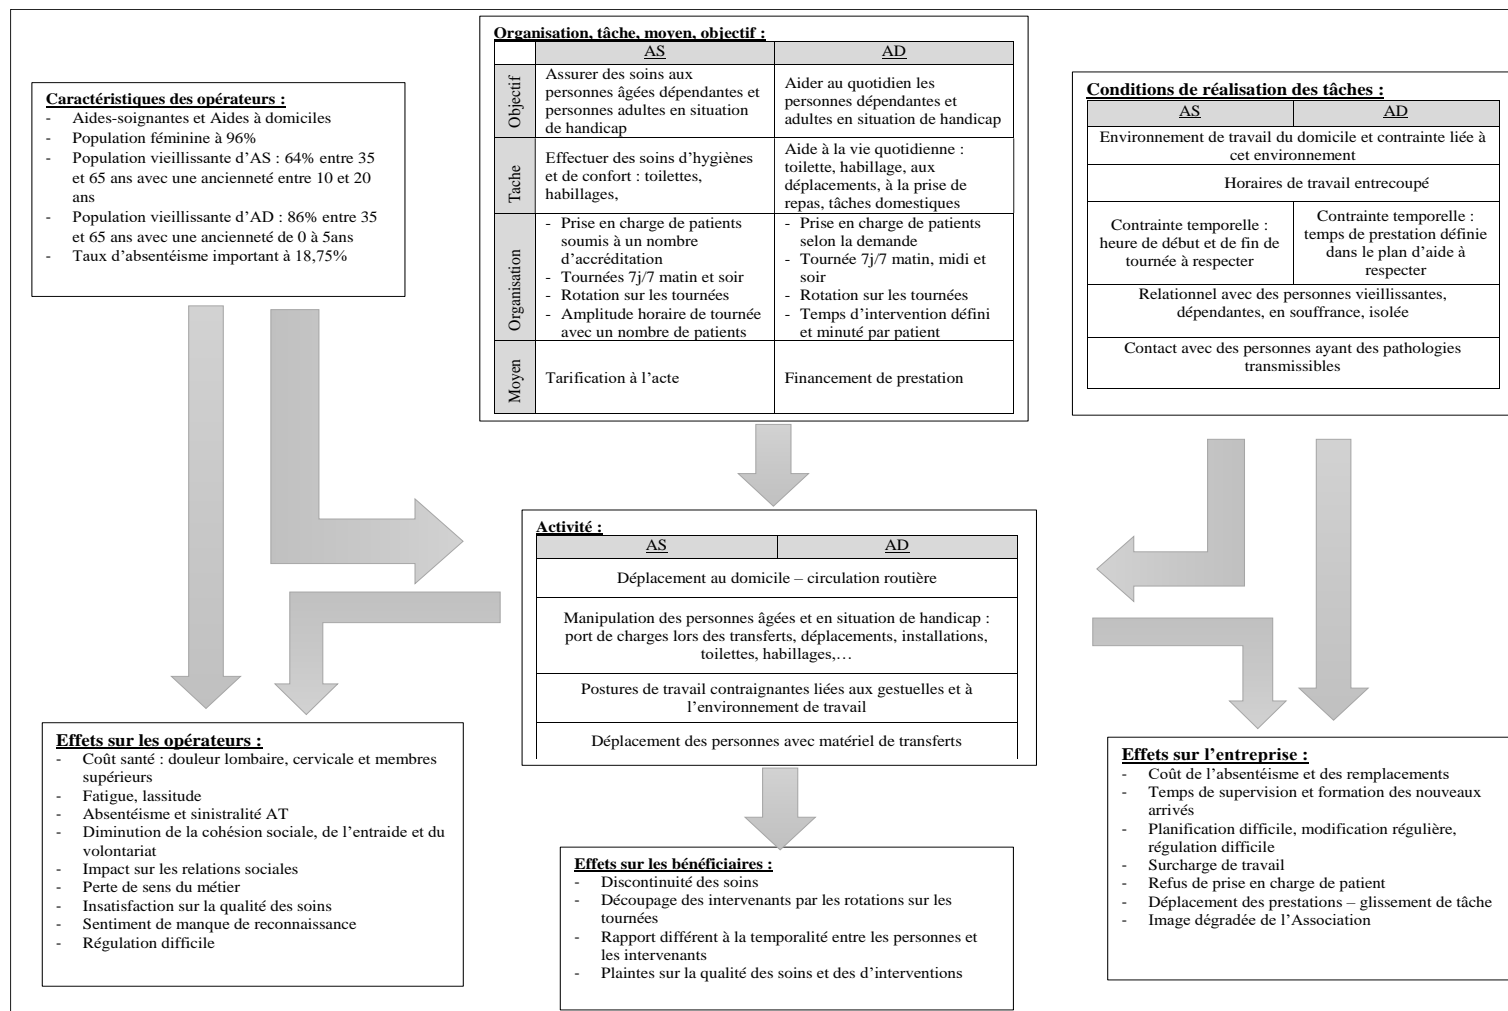 Organisation, tâche, moyen, objectif :
AS
AD
Objectif
Assurer des soins aux
personnes âgées dépendantes et
personnes adultes en situation
de handicap
Aider au quotidien les
personnes dépendantes et
adultes en situation de handicap
Tache
Effectuer des soins d’hygiènes
et de confort : toilettes,
habillages,
Aide à la vie quotidienne :
toilette, habillage, aux
déplacements, à la prise de
repas, tâches domestiques
Organisation
- Prise en charge de patients
soumis à un nombre
d’accréditation
- Tournées 7j/7 matin et soir
- Rotation sur les tournées
- Amplitude horaire de tournée
avec un nombre de patients
- Prise en charge de patients
selon la demande
- Tournée 7j/7 matin, midi et
soir
- Rotation sur les tournées
- Temps d’intervention défini
et minuté par patient
Moyen
Tarification à l’acte
Financement de prestation
Caractéristiques des opérateurs :
- Aides-soignantes et Aides à domiciles
- Population féminine à 96%
- Population vieillissante d’AS : 64% entre 35
et 65 ans avec une ancienneté entre 10 et 20
ans
- Population vieillissante d’AD : 86% entre 35
et 65 ans avec une ancienneté de 0 à 5ans
- Taux d’absentéisme important à 18,75%
Conditions de réalisation des tâches :
AS
AD
Environnement de travail du domicile et contrainte liée à
cet environnement
Horaires de travail entrecoupé
Contrainte temporelle :
heure de début et de fin de
tournée à respecter
Contrainte temporelle :
temps de prestation définie
dans le plan d’aide à
respecter
Relationnel avec des personnes vieillissantes,
dépendantes, en souffrance, isolée
Contact avec des personnes ayant des pathologies
transmissibles
Activité :
AS
AD
Déplacement au domicile – circulation routière
Manipulation des personnes âgées et en situation de handicap :
port de charges lors des transferts, déplacements, installations,
toilettes, habillages,…
Postures de travail contraignantes liées aux gestuelles et à
l’environnement de travail
Déplacement des personnes avec matériel de transferts
Effets sur les opérateurs :
- Coût santé : douleur lombaire, cervicale et membres
supérieurs
- Fatigue, lassitude
- Absentéisme et sinistralité AT
- Diminution de la cohésion sociale, de l’entraide et du
volontariat
- Impact sur les relations sociales
- Perte de sens du métier
- Insatisfaction sur la qualité des soins
- Sentiment de manque de reconnaissance
- Régulation difficile
Effets sur les bénéficiaires :
- Discontinuité des soins
- Découpage des intervenants par les rotations sur les
tournées
- Rapport différent à la temporalité entre les personnes et
les intervenants
- Plaintes sur la qualité des soins et des d’interventions
Effets sur l’entreprise :
- Coût de l’absentéisme et des remplacements
- Temps de supervision et formation des nouveaux
arrivés
- Planification difficile, modification régulière,
régulation difficile
- Surcharge de travail
- Refus de prise en charge de patient
- Déplacement des prestations – glissement de tâche
- Image dégradée de l’Association